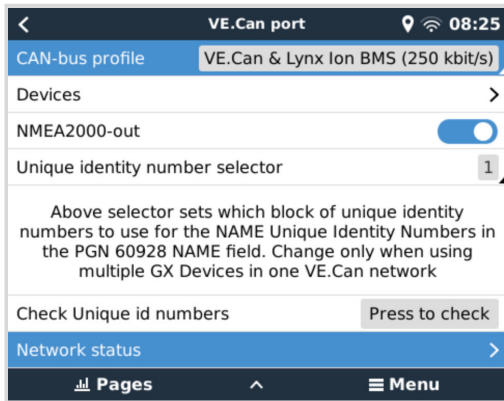 VE.Can port 08:25
CAN-bus profile VE.Can & Lynx Ion BMS (250 kbit/s)
Devices
NMEA2000-out
Unique identity number selector 1
Above selector sets which block of unique identity
numbers to use for the NAME Unique Identity Numbers in
the PGN 60928 NAME field. Change only when using
multiple GX Devices in one VE.Can network
Check Unique id numbers Press to check
Network status
Pages Menu